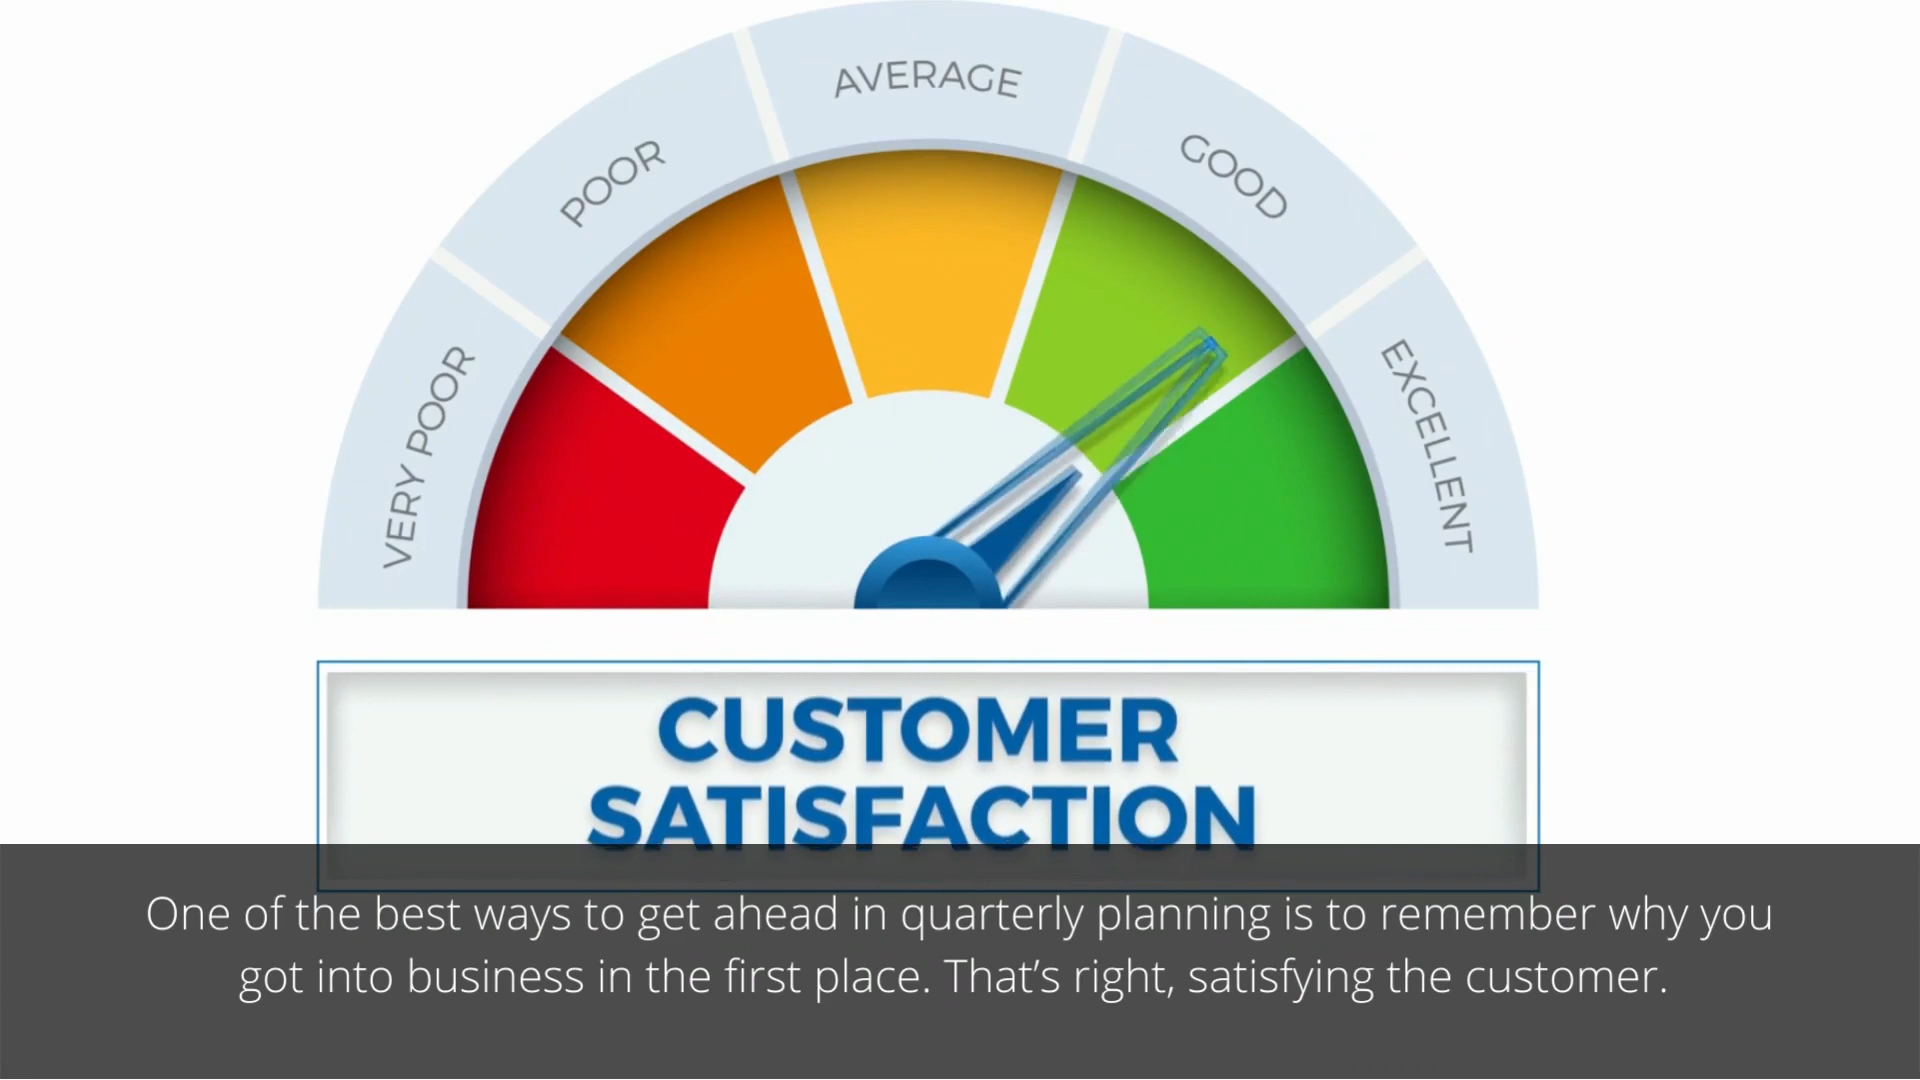 VERY POOR
POOR
AVERAGE
GOOD
EXCELLENT
CUSTOMER
SATISFACTION
One of the best ways to get ahead in quarterly planning is to remember why you
got into business in the first place. That’s right, satisfying the customer.